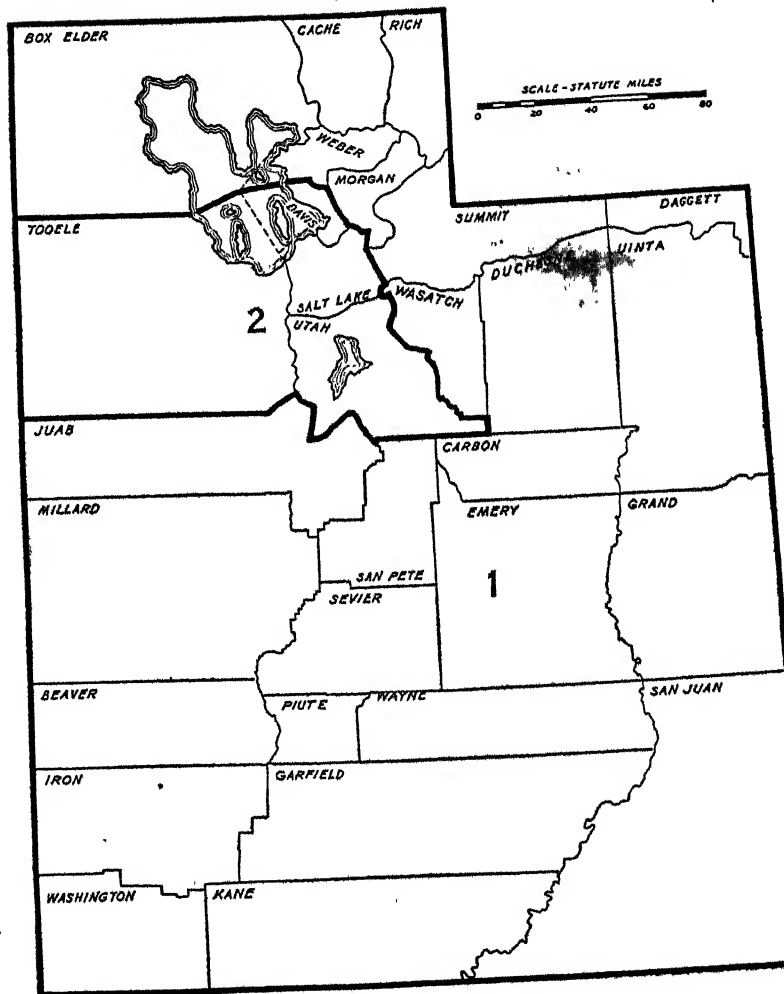 BOX ELDER
CACHE
RICH
SCALE-STATUTE MILES
0 20 40 60 80
WEBER
MORGAN
DAVIS
TOOELE
SUMMIT
DAGGETT
UINTA
DUCHESNE
SALT LAKE
WASATCH
2
UTAH
JUAB
CARBON
MILLARD
EMERY
GRAND
SAN PETE
1
SEVIER
BEAVER
PIUTE
WAYNE
SAN JUAN
IRON
GARFIELD
WASHINGTON
KANE